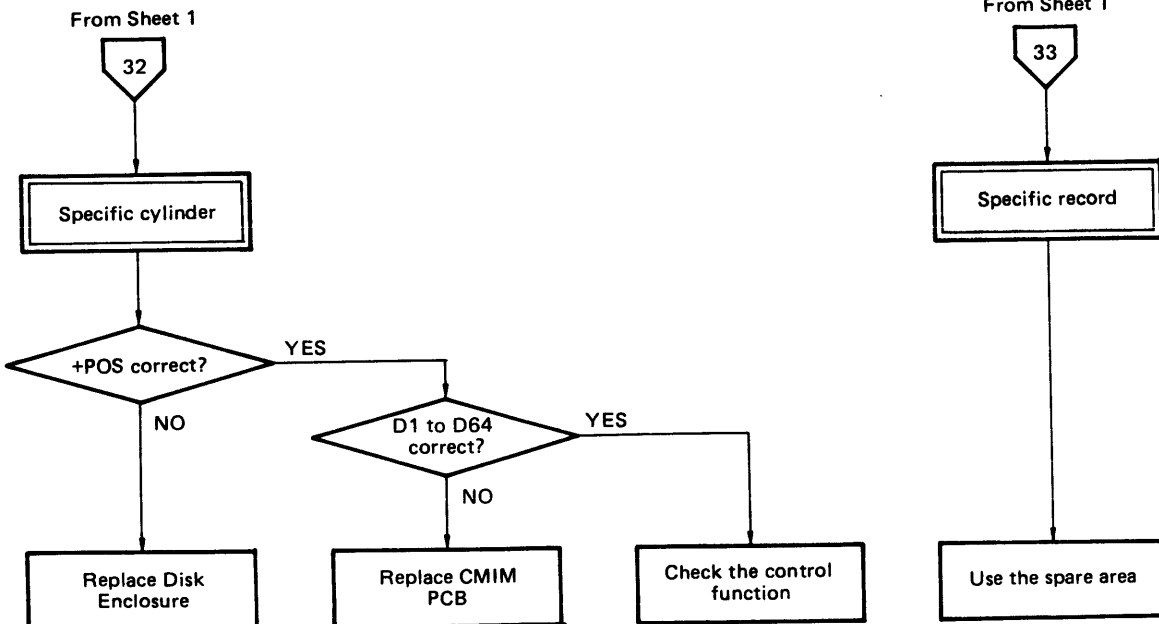 From Sheet 1
32
Specific cylinder
+POS correct?
YES
NO
D1 to D64
correct?
YES
NO
Replace Disk
Enclosure
Replace CMIM
PCB
Check the control
function
From Sheet 1
33
Specific record
Use the spare area